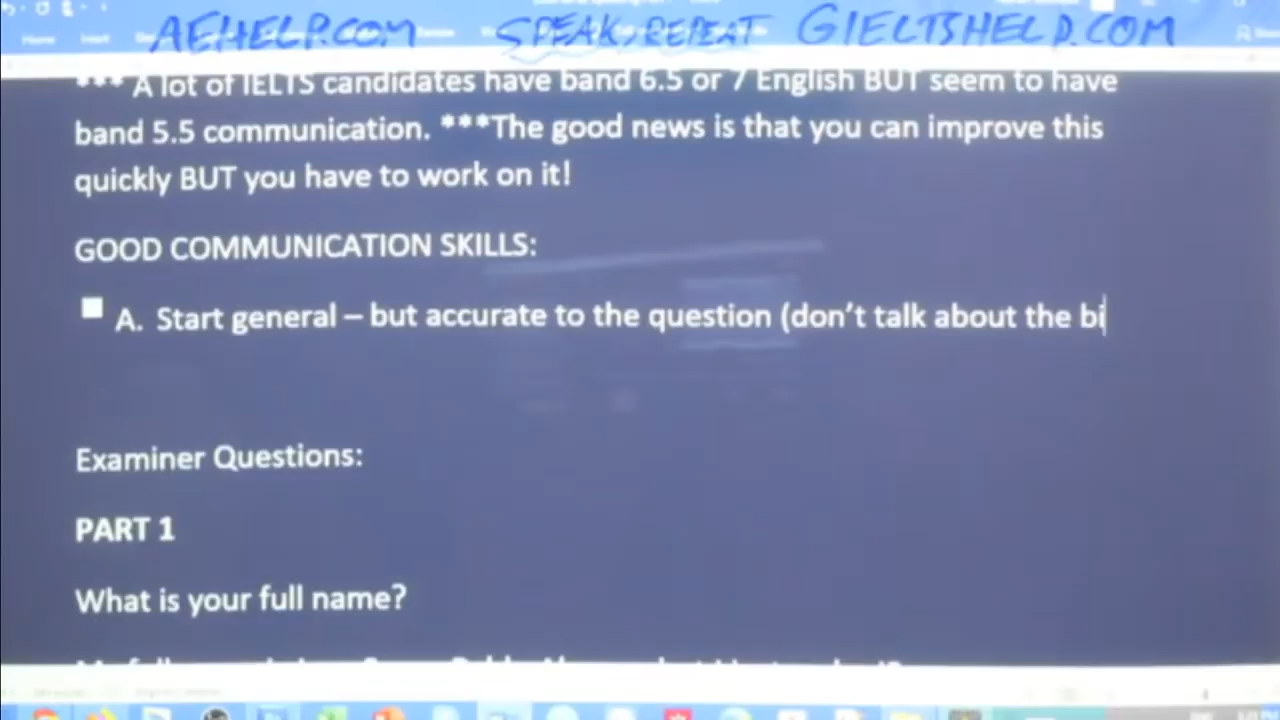 AEHELP.COM SPEAK, REPEAT GIELTSHELP.COM
*** A lot of IELTS candidates have band 6.5 or 7 English BUT seem to have
band 5.5 communication. ***The good news is that you can improve this
quickly BUT you have to work on it!
GOOD COMMUNICATION SKILLS:
A. Start general – but accurate to the question (don't talk about the bi
Examiner Questions:
PART 1
What is your full name?